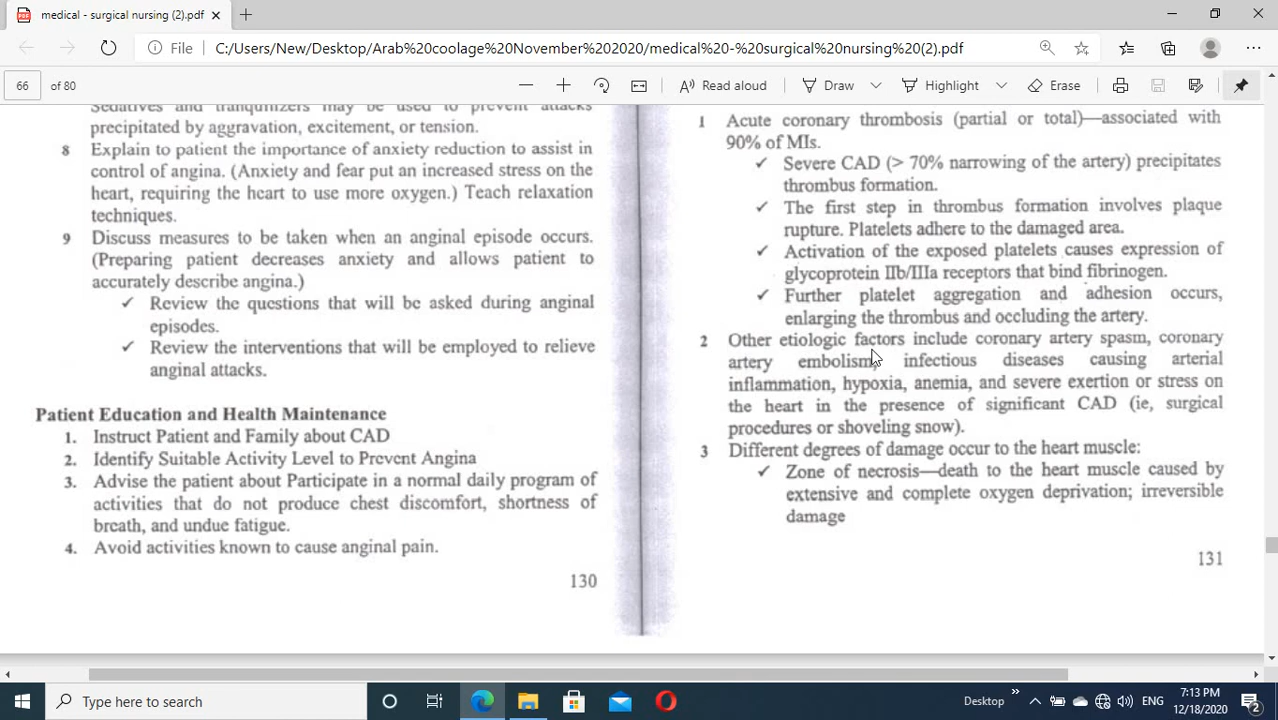 medical - surgical nursing (2).pdf
File C:/Users/New/Desktop/Arab%20coolage%20November%202020/medical%20-%20surgical%20nursing%20(2).pdf
66 of 80 Read aloud Draw Highlight Erase
Sedatives and tranquilizers may be used to prevent attacks
precipitated by aggravation, excitement, or tension.
8 Explain to patient the importance of anxiety reduction to assist in
control of angina. (Anxiety and fear put an increased stress on the
heart, requiring the heart to use more oxygen.) Teach relaxation
techniques.
9 Discuss measures to be taken when an anginal episode occurs.
(Preparing patient decreases anxiety and allows patient to
accurately describe angina.)
✓ Review the questions that will be asked during anginal
episodes.
✓ Review the interventions that will be employed to relieve
anginal attacks.
Patient Education and Health Maintenance
1. Instruct Patient and Family about CAD
2. Identify Suitable Activity Level to Prevent Angina
3. Advise the patient about Participate in a normal daily program of
activities that do not produce chest discomfort, shortness of
breath, and undue fatigue.
4. Avoid activities known to cause anginal pain.
130
1 Acute coronary thrombosis (partial or total)—associated with
90% of MIs.
✓ Severe CAD (> 70% narrowing of the artery) precipitates
thrombus formation.
✓ The first step in thrombus formation involves plaque
rupture. Platelets adhere to the damaged area.
✓ Activation of the exposed platelets causes expression of
glycoprotein IIb/IIIa receptors that bind fibrinogen.
✓ Further platelet aggregation and adhesion occurs,
enlarging the thrombus and occluding the artery.
2 Other etiologic factors include coronary artery spasm, coronary
artery embolism, infectious diseases causing arterial
inflammation, hypoxia, anemia, and severe exertion or stress on
the heart in the presence of significant CAD (ie, surgical
procedures or shoveling snow).
3 Different degrees of damage occur to the heart muscle:
✓ Zone of necrosis—death to the heart muscle caused by
extensive and complete oxygen deprivation; irreversible
damage
131
Type here to search
Desktop
ENG
7:13 PM
12/18/2020
2